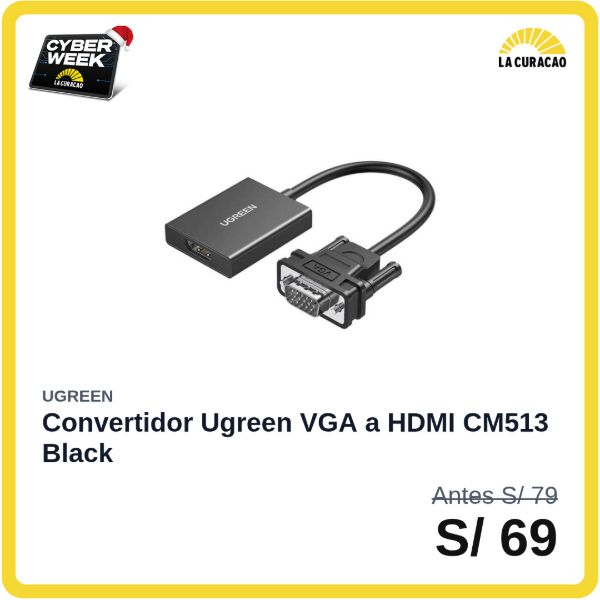 CYBER
WEEK
LA CURACAO
LA CURACAO
UGREEN
VGA
UGREEN
Convertidor Ugreen VGA a HDMI CM513
Black
Antes S/ 79
S/ 69